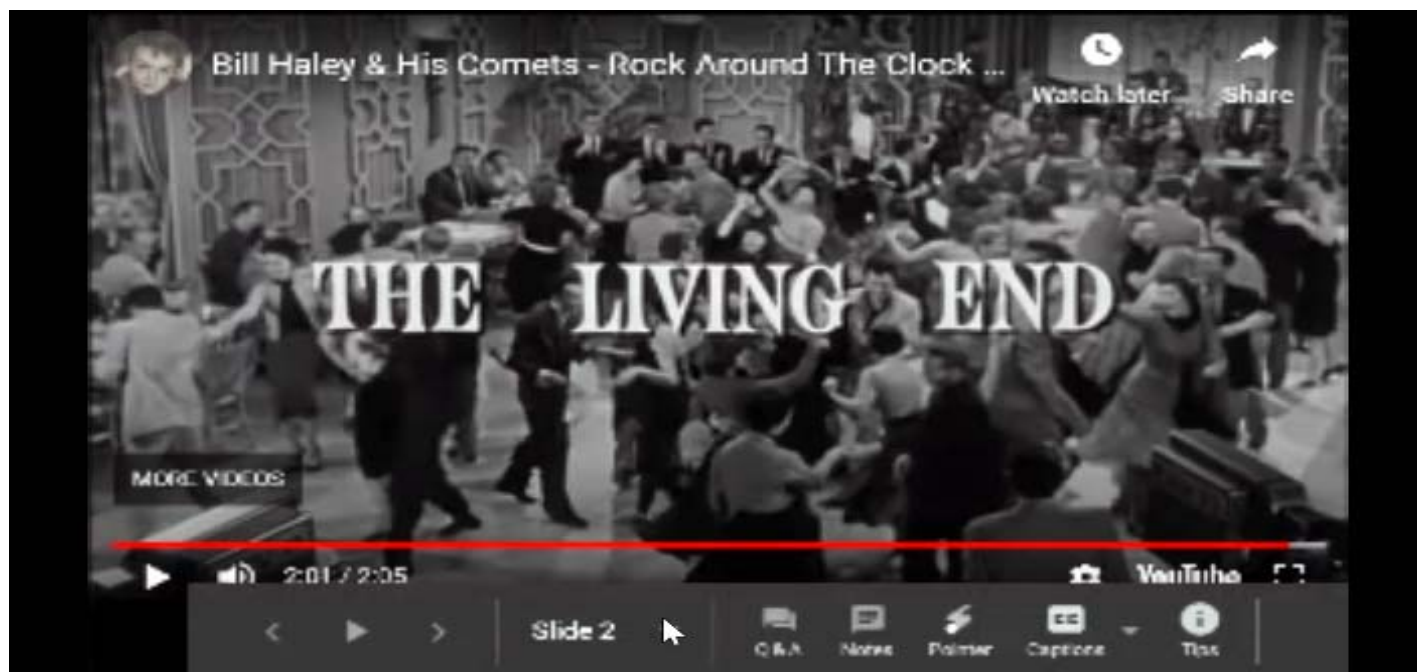 Bill Haley & His Comets - Rock Around The Clock ...
Watch later
Share
THE LIVING END
MORE VIDEOS
2:01 / 2:05
YouTube
Slide 2
Q&A
Notes
Pointer
CC
Captions
Tips